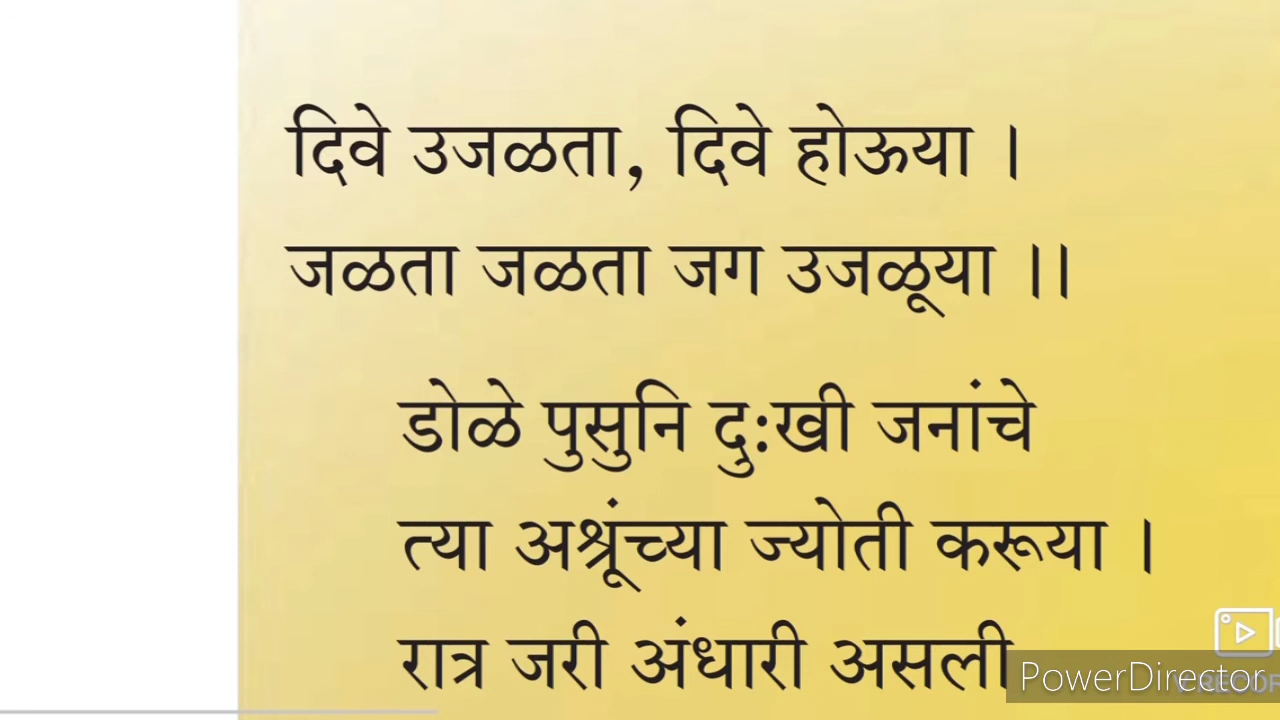 दिवे उजळता, दिवे होऊया ।
जळता जळता जग उजळूया ।।
डोळे पुसुनि दुःखी जनांचे
त्या अश्रूंच्या ज्योती करूया ।
रात्र जरी अंधारी असली
PowerDirector